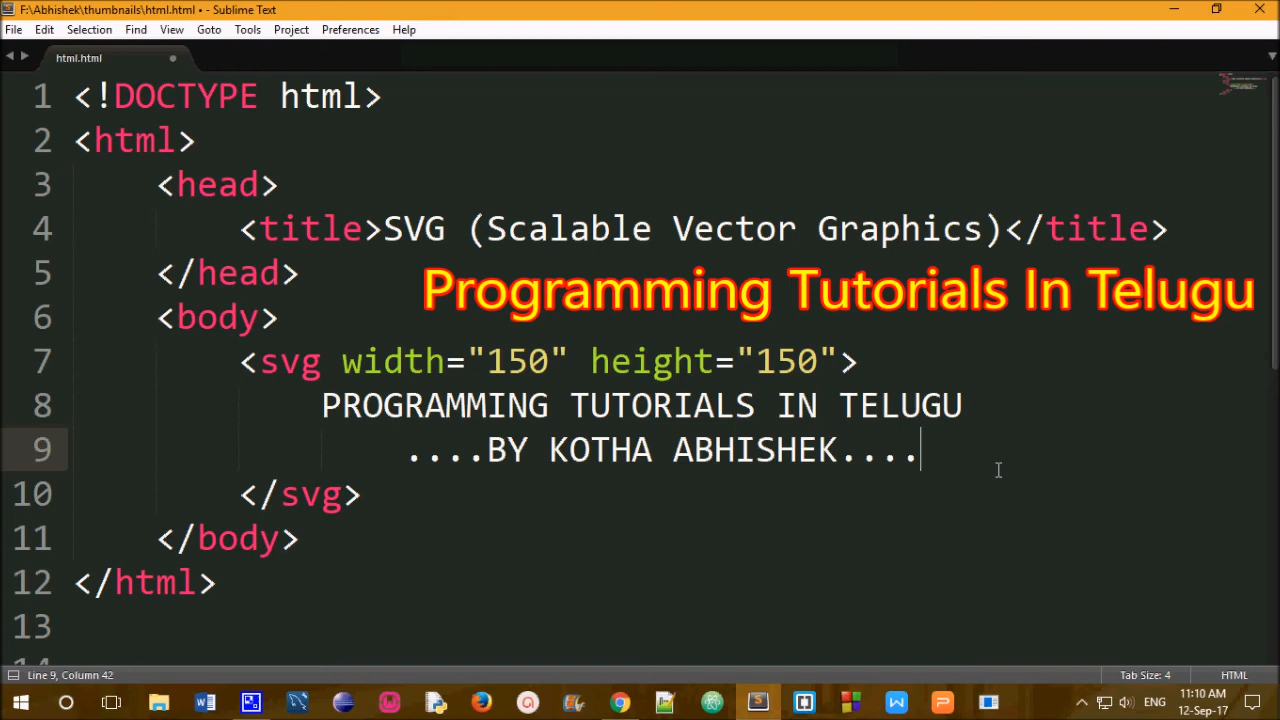 F:\Abhishek\thumbnails\html.html • - Sublime Text
File Edit Selection Find View Goto Tools Project Preferences Help
html.html
1 <!DOCTYPE html>
2 <html>
3 <head>
4 <title>SVG (Scalable Vector Graphics)</title>
5 </head>
Programming Tutorials In Telugu
6 <body>
7 <svg width="150" height="150">
8 PROGRAMMING TUTORIALS IN TELUGU
9 ....BY KOTHA ABHISHEK....
10 </svg>
11 </body>
12 </html>
13
14
Line 9, Column 42 Tab Size: 4 HTML
ENG 11:10 AM
12-Sep-17